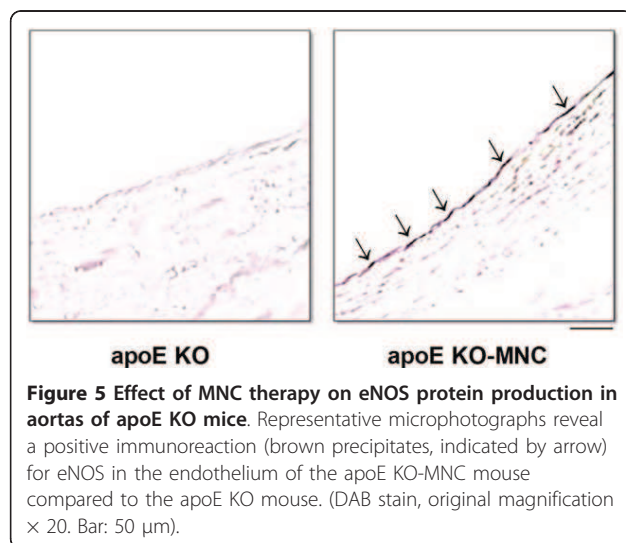 apoE KO
apoE KO-MNC
Figure 5 Effect of MNC therapy on eNOS protein production in
aortas of apoE KO mice. Representative microphotographs reveal
a positive immunoreaction (brown precipitates, indicated by arrow)
for eNOS in the endothelium of the apoE KO-MNC mouse
compared to the apoE KO mouse. (DAB stain, original magnification
× 20. Bar: 50 μm).